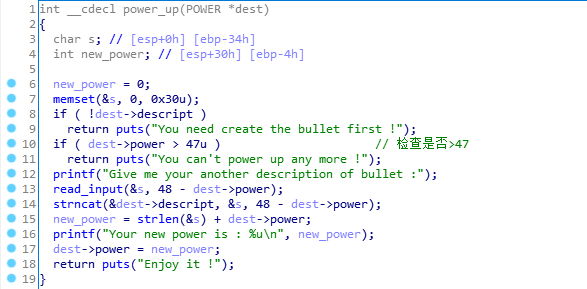 1 int __cdecl power_up(POWER *dest)
2 {
3 char s; // [esp+0h] [ebp-34h]
4 int new_power; // [esp+30h] [ebp-4h]
5
6 new_power = 0;
7 memset(&s, 0, 0x30u);
8 if ( !dest->descript )
9 return puts("You need create the bullet first !");
10 if ( dest->power > 47u ) // 检查是否>47
11 return puts("You can't power up any more !");
12 printf("Give me your another description of bullet :");
13 read_input(&s, 48 - dest->power);
14 strncat(&dest->descript, &s, 48 - dest->power);
15 new_power = strlen(&s) + dest->power;
16 printf("Your new power is : %u\n", new_power);
17 dest->power = new_power;
18 return puts("Enjoy it !");
19 }